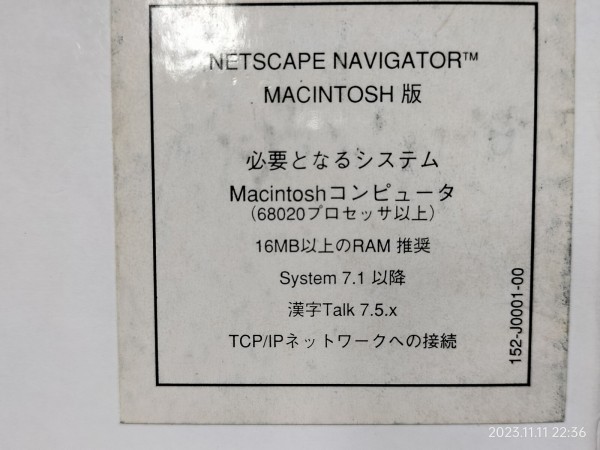 NETSCAPE NAVIGATOR™
MACINTOSH 版
必要となるシステム
Macintoshコンピュータ
(68020プロセッサ以上)
16MB以上のRAM 推奨
System 7.1 以降
漢字Talk 7.5.x
TCP/IPネットワークへの接続
152-J0001-00
2023.11.11 22:36